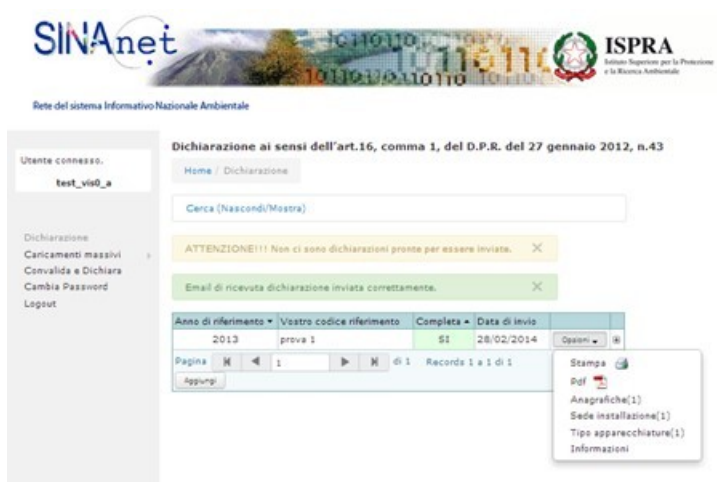 SINAnet
ISPRA
Istituto Superiore per la Protezione
e la Ricerca Ambientale
Rete del sistema Informativo Nazionale Ambientale
Dichiarazione ai sensi dell'art.16, comma 1, del D.P.R. del 27 gennaio 2012, n.43
Utente connesso.
test_vis0_a
Home / Dichiarazione
Cerca (Nascondi/Mostra)
Dichiarazione
Caricamenti massivi
Convalida e Dichiara
Cambia Password
Logout
ATTENZIONE!!! Non ci sono dichiarazioni pronte per essere inviate.
Email di ricevuta dichiarazione inviata correttamente.
Anno di riferimento Vostro codice riferimento Completa Data di invio
2013 prova 1 SI 28/02/2014 Opzioni
Pagina 1 di 1 Records 1 a 1 di 1
Aggiungi
Stampa
Pdf
Anagrafiche(1)
Sede installazione(1)
Tipo apparecchiature(1)
Informazioni